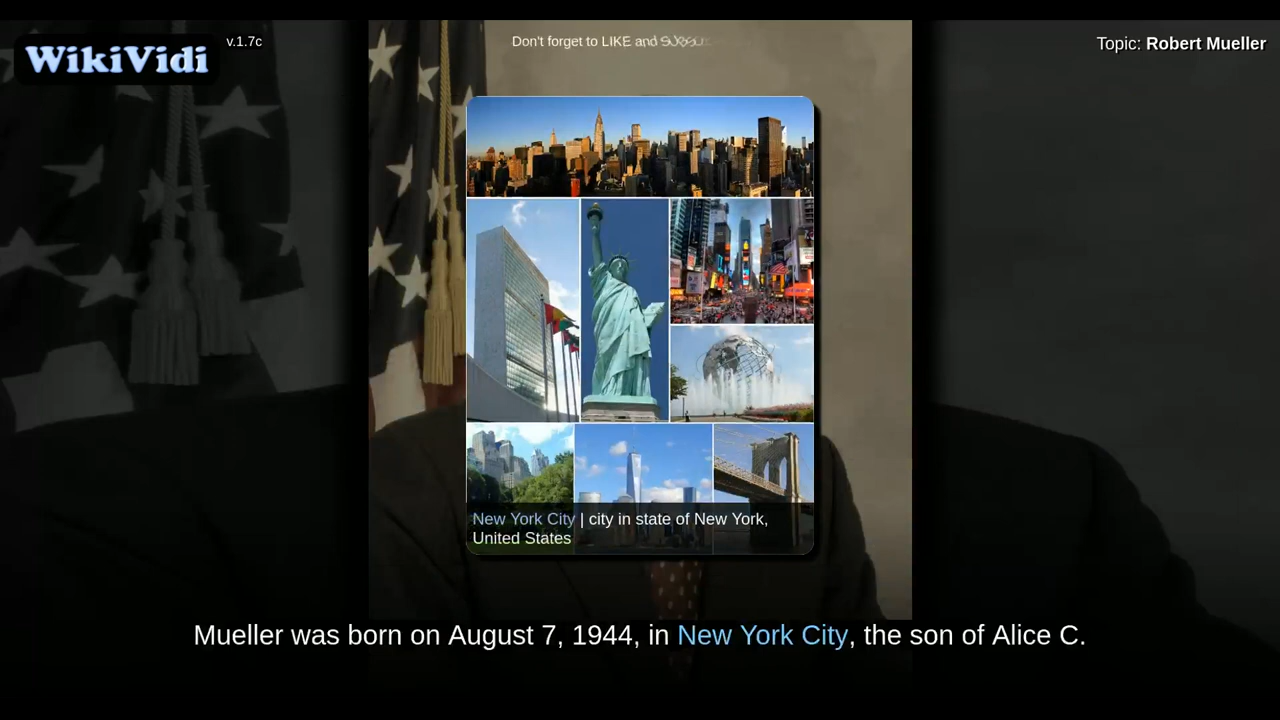 WikiVidi
v.1.7c
Don't forget to LIKE and
Topic: Robert Mueller
New York City | city in state of New York,
United States
Mueller was born on August 7, 1944, in New York City, the son of Alice C.